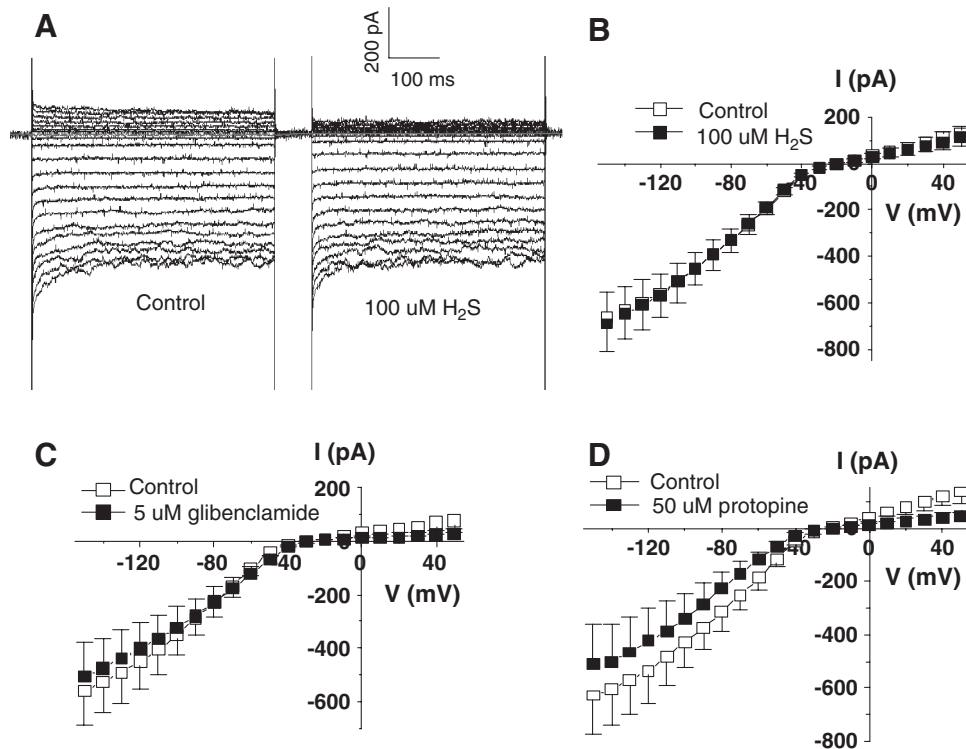 A
200 pA
100 ms
Control
100 uM H₂S
B
I (pA)
Control
100 uM H₂S
200
-120 -80 -40 0 40
V (mV)
-200
-400
-600
-800
C
I (pA)
Control
5 uM glibenclamide
200
-120 -80 -40 0 40
V (mV)
-200
-400
-600
-800
D
I (pA)
Control
50 uM protopine
200
-120 -80 -40 0 40
V (mV)
-200
-400
-600
-800